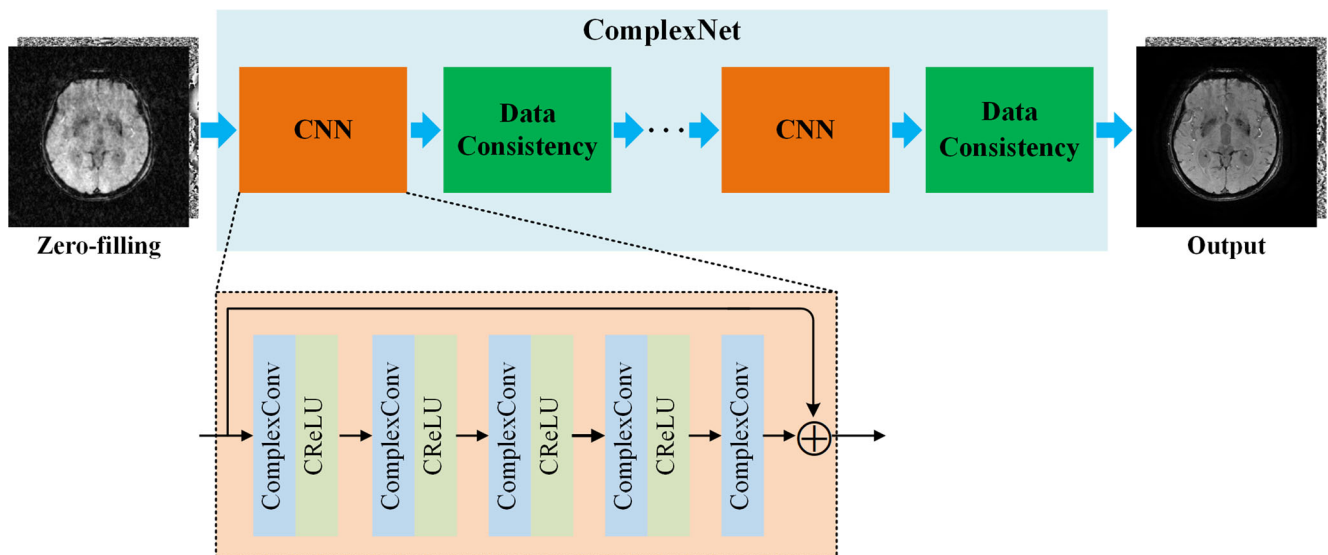 ComplexNet
CNN
Data
Consistency
...
CNN
Data
Consistency
Zero-filling
Output
ComplexConv
CReLU
ComplexConv
CReLU
ComplexConv
CReLU
ComplexConv
CReLU
ComplexConv